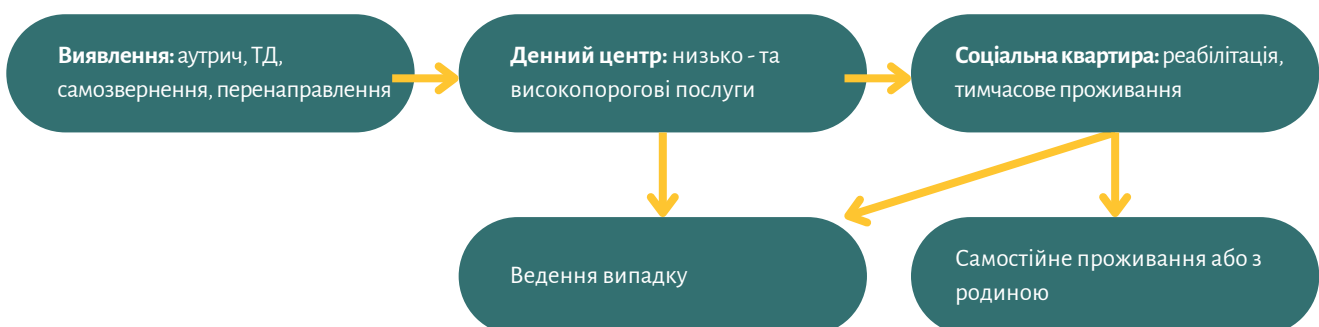 Виявлення: аутрич, ТД,
самозвернення, перенаправлення
Денний центр: низько - та
високопорогові послуги
Соціальна квартира: реабілітація,
тимчасове проживання
Ведення випадку
Самостійне проживання або з
родиною